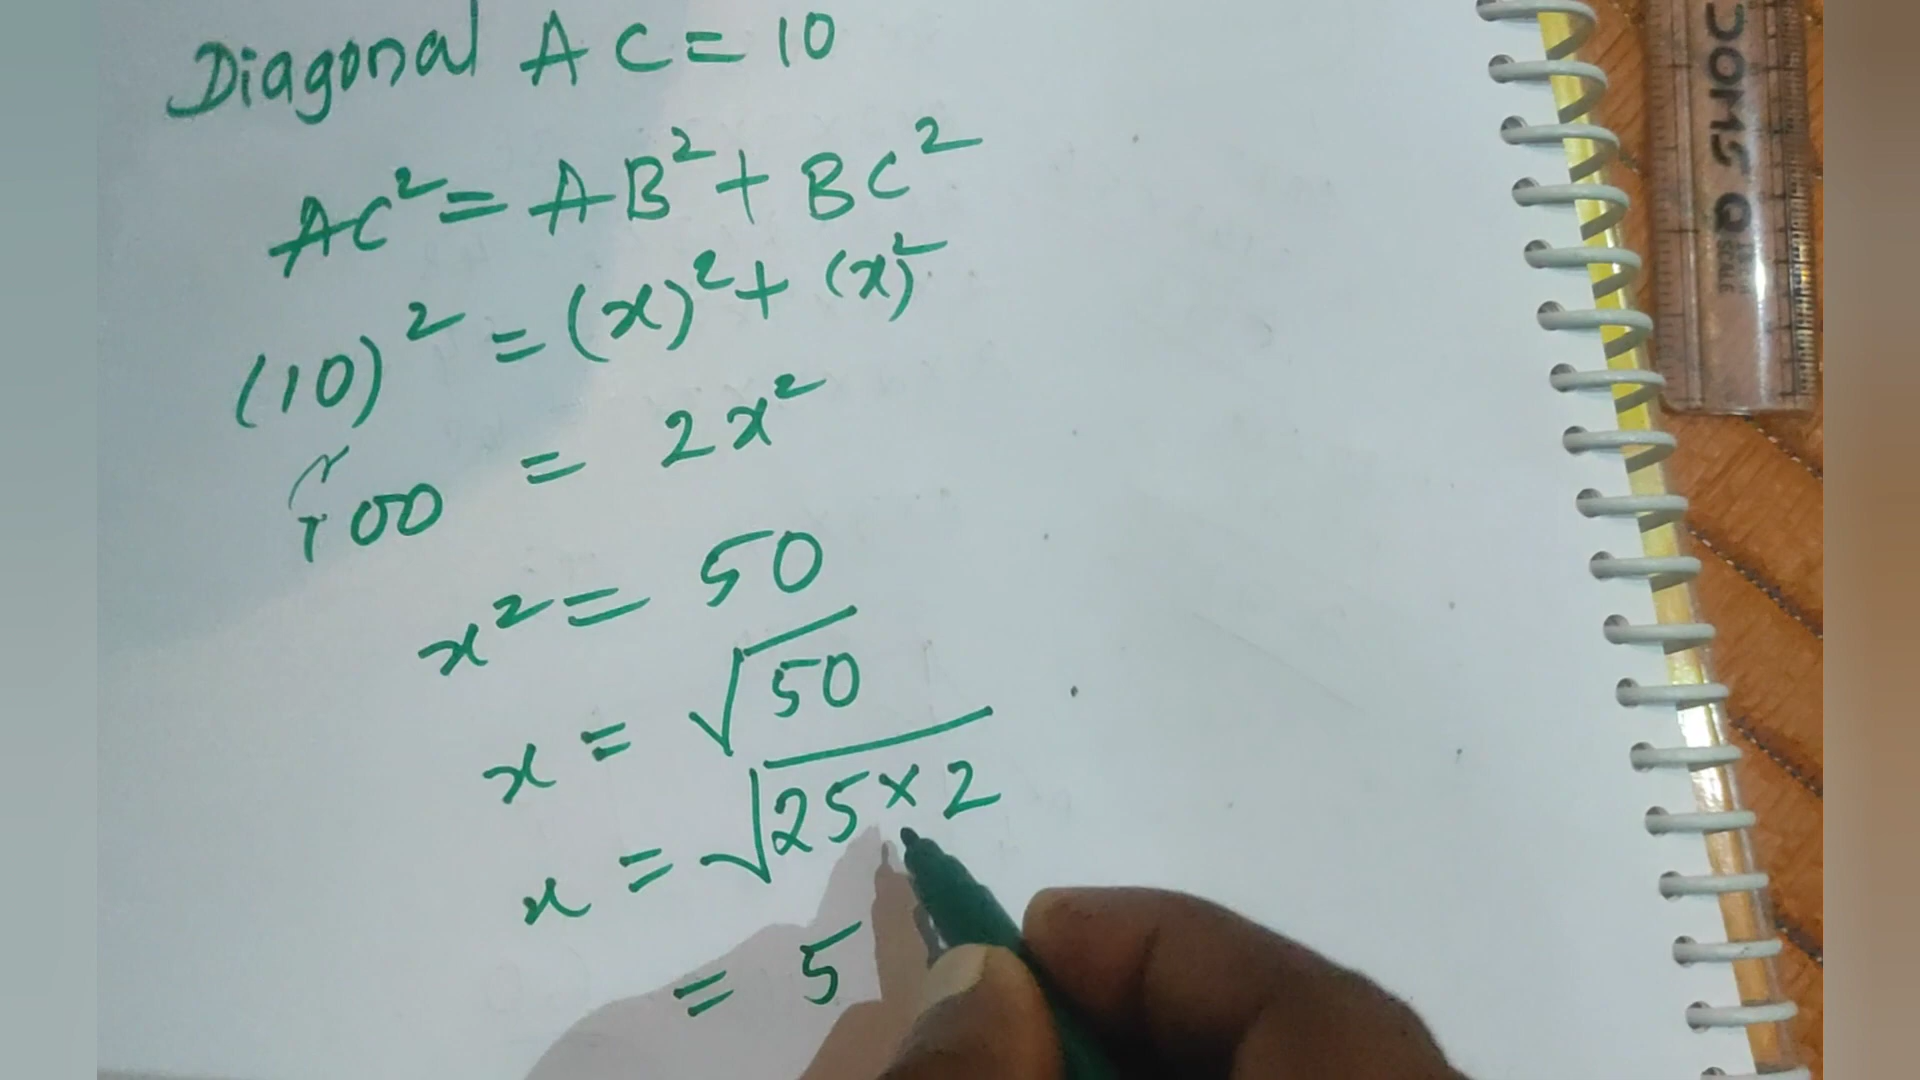 Diagonal AC = 10
AC² = AB² + BC²
(10)² = (x)² + (x)²
100 = 2x²
x² = 50
x = √50
x = √25×2
= 5
DOMS Q
SCALE